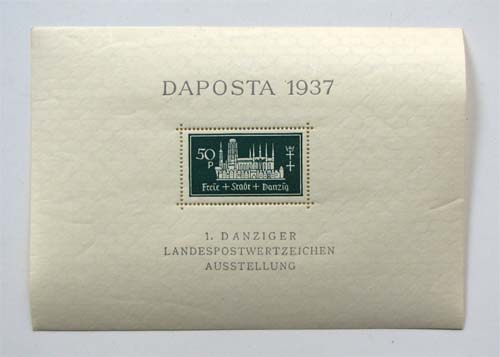 DAPOSTA 1937
50
P
Freie + Stadt + Danzig
1. DANZIGER
LANDESPOSTWERTZEICHEN
AUSSTELLUNG